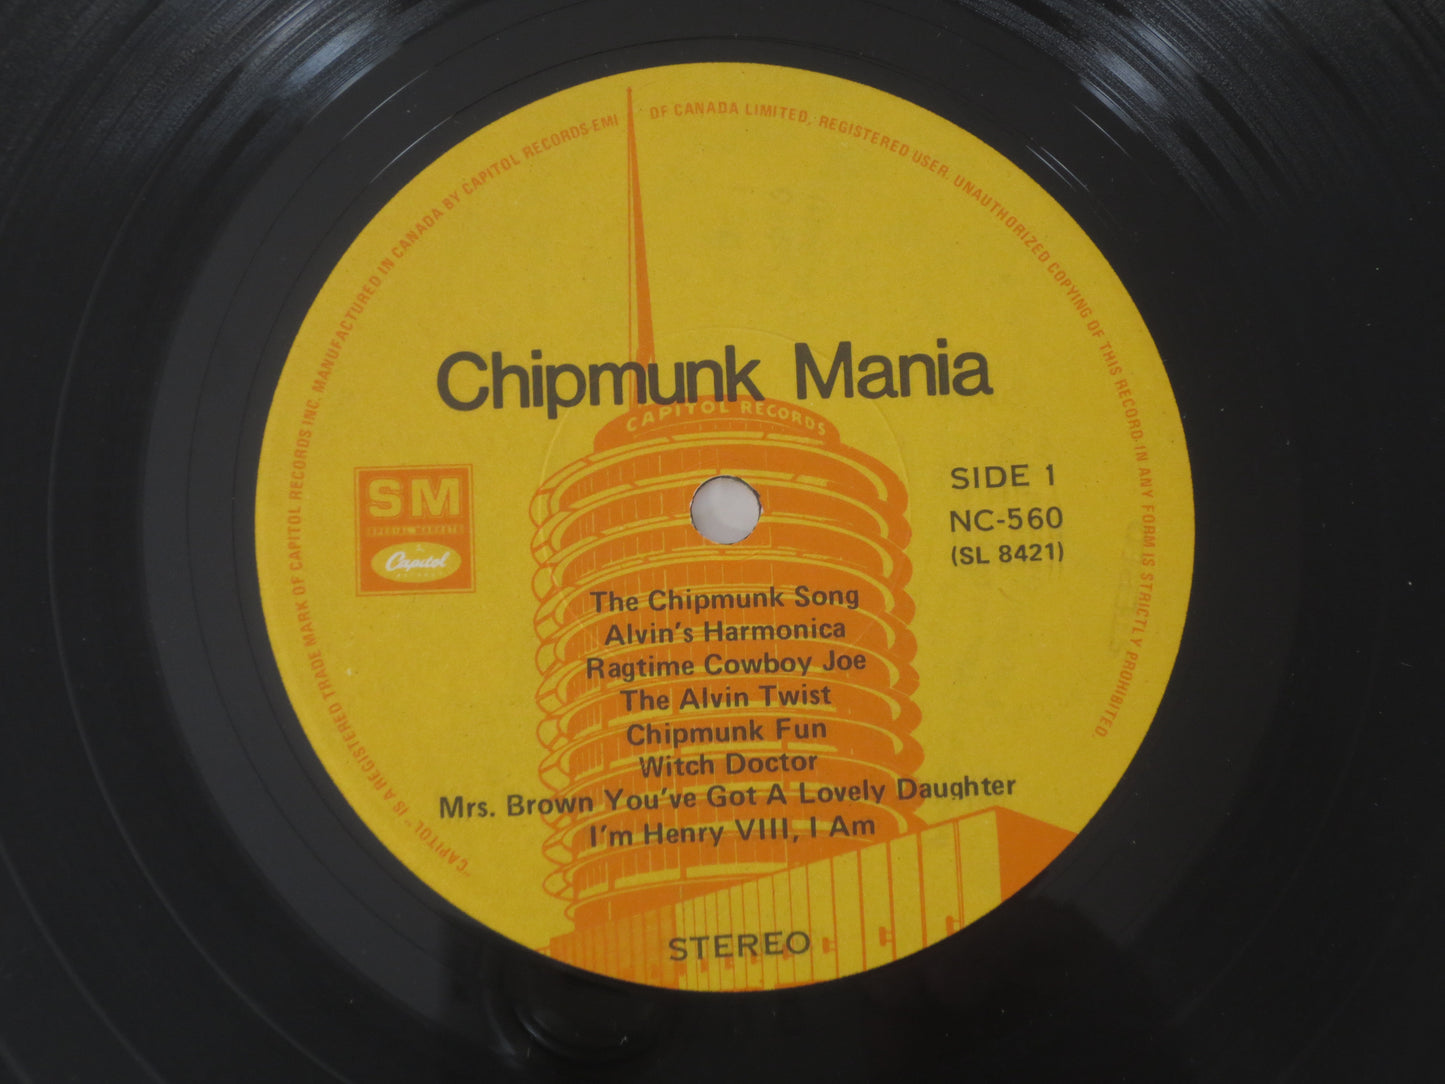 "CAPITOL" IS A REGISTERED TRADE MARK OF CAPITOL RECORDS INC. MANUFACTURED IN CANADA BY CAPITOL RECORDS-EMI OF CANADA LIMITED, REGISTERED USER. UNAUTHORIZED COPYING OF THIS RECORD IN ANY FORM IS STRICTLY PROHIBITED.
Chipmunk Mania
CAPITOL RECORDS
SM
SPECIAL MARKETS
Capitol
SIDE 1
NC-560
(SL 8421)
The Chipmunk Song
Alvin's Harmonica
Ragtime Cowboy Joe
The Alvin Twist
Chipmunk Fun
Witch Doctor
Mrs. Brown You've Got A Lovely Daughter
I'm Henry VIII, I Am
STEREO